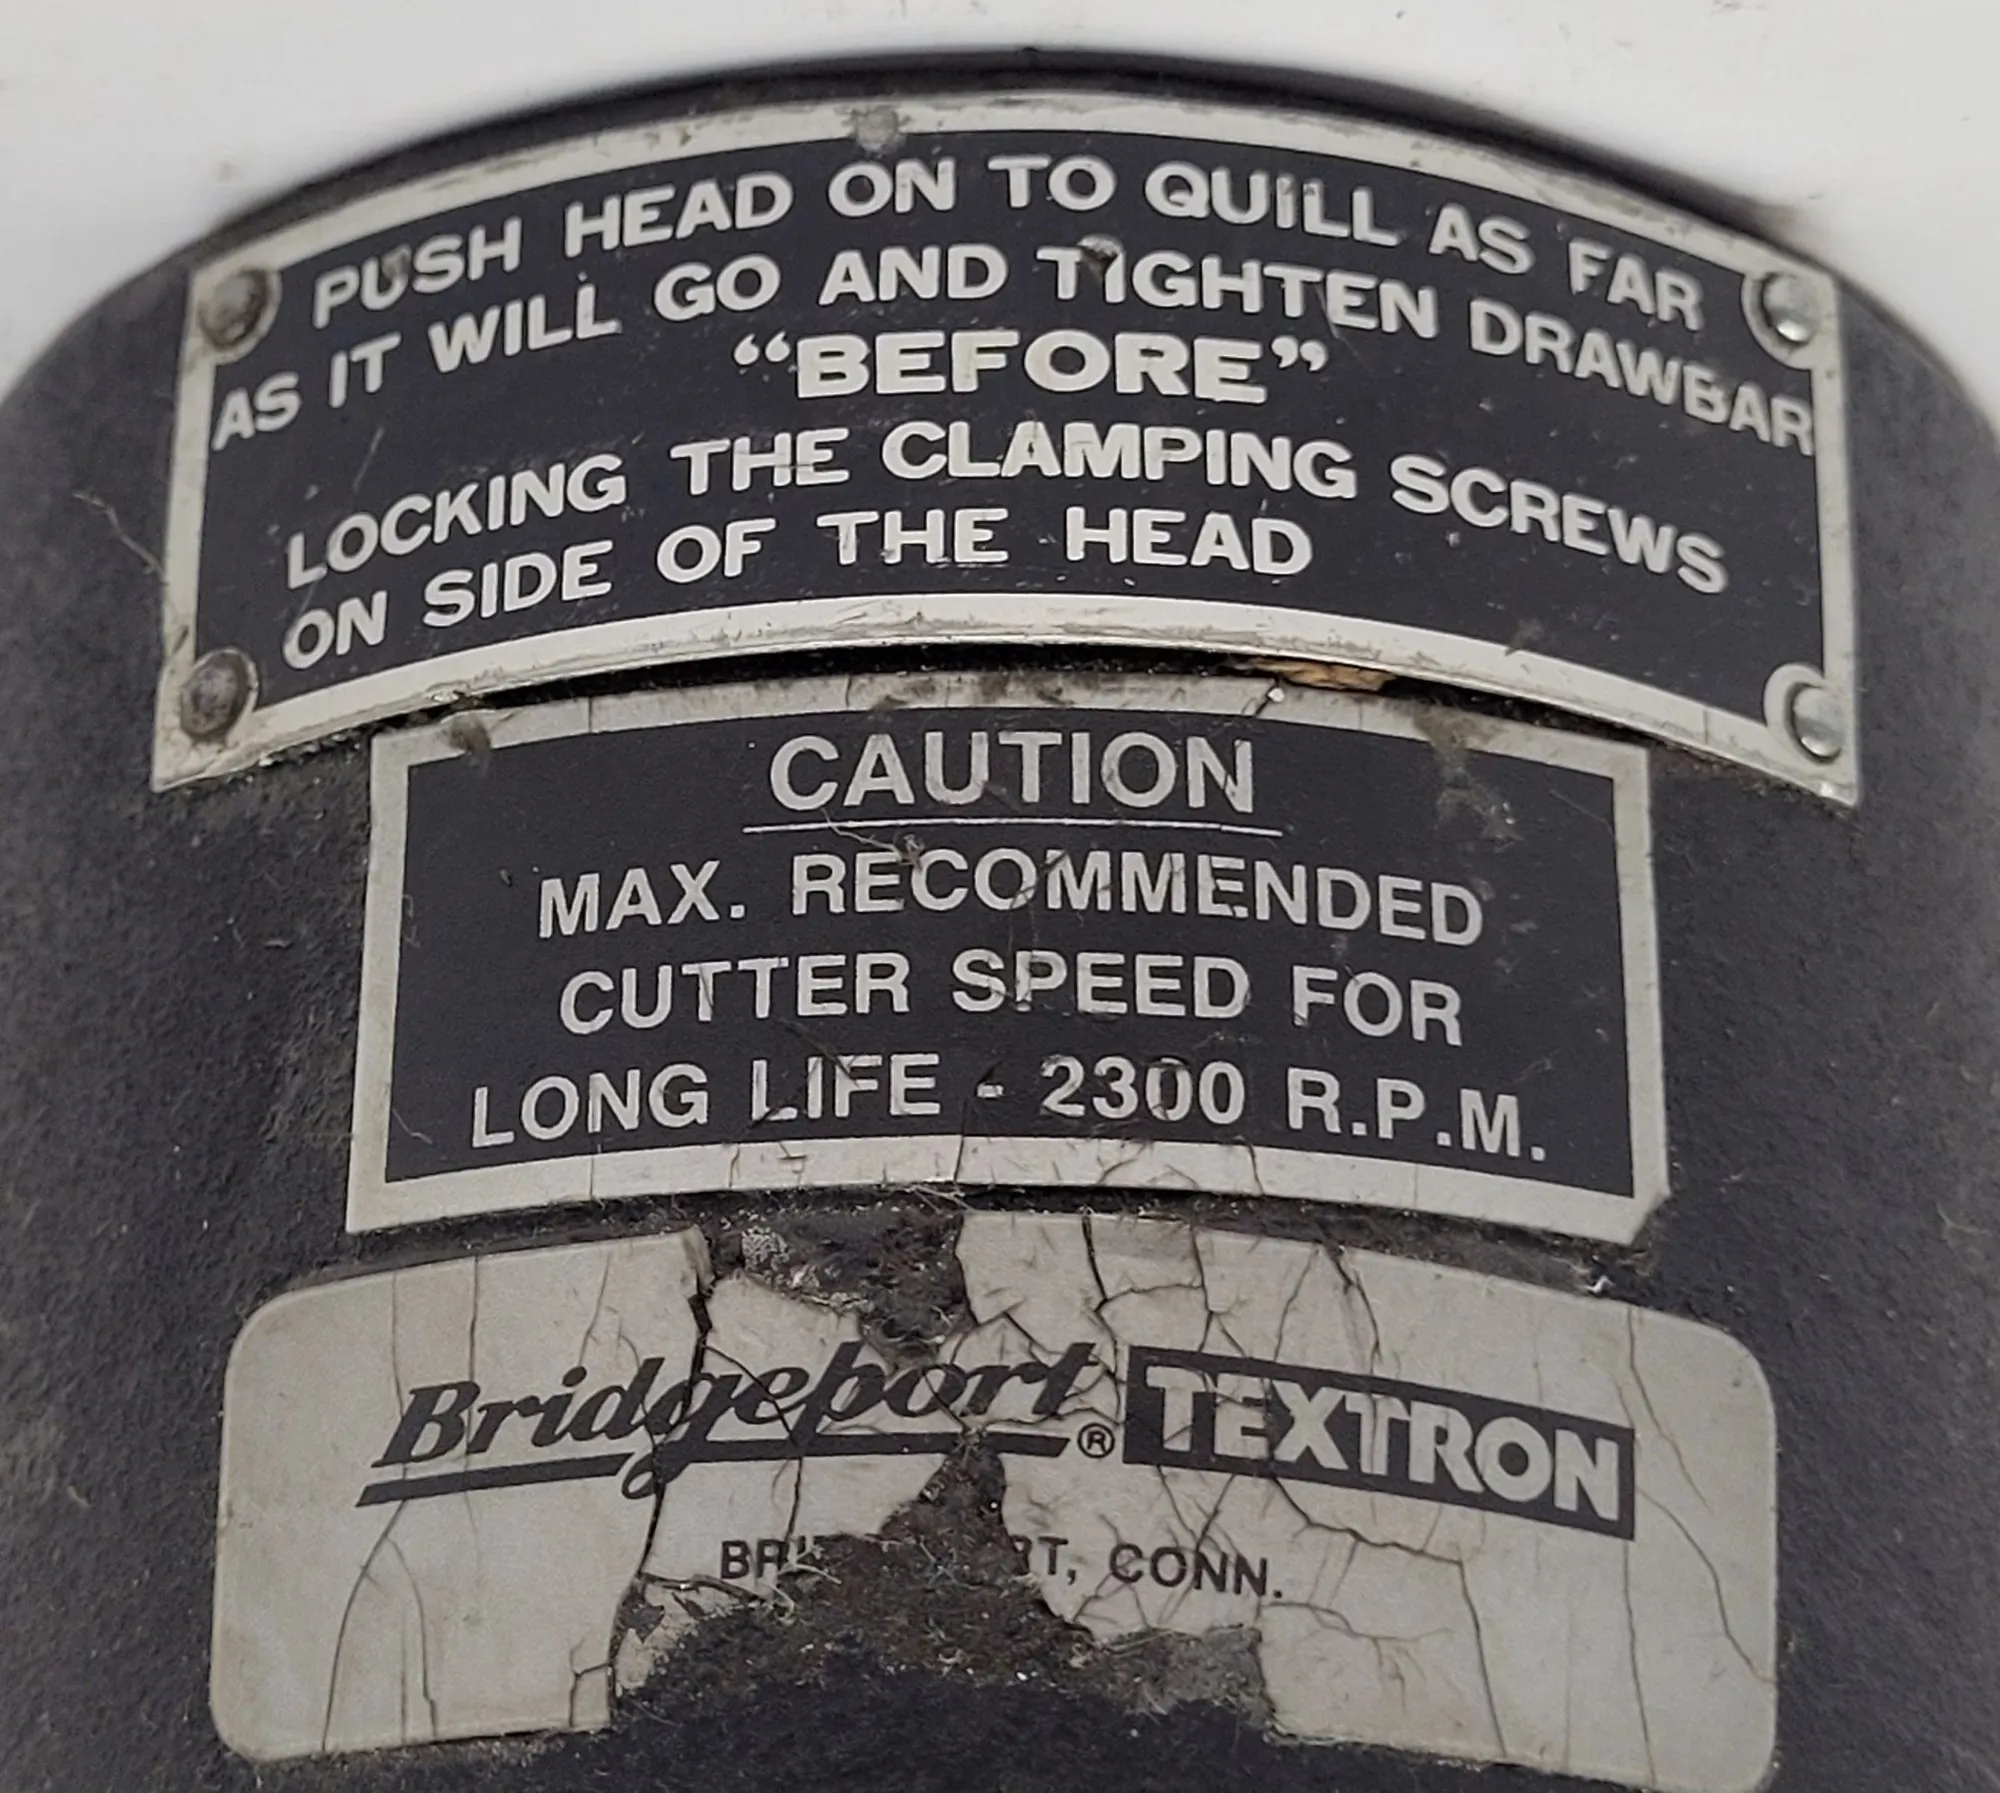 PUSH HEAD ON TO QUILL AS FAR
AS IT WILL GO AND TIGHTEN DRAWBAR
“BEFORE”
LOCKING THE CLAMPING SCREWS
ON SIDE OF THE HEAD
CAUTION
MAX. RECOMMENDED
CUTTER SPEED FOR
LONG LIFE - 2300 R.P.M.
Bridgeport® TEXTRON
CONN.